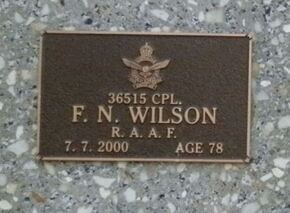 36515 CPL.
F. N. WILSON
R. A. A. F.
7. 7. 2000 AGE 78